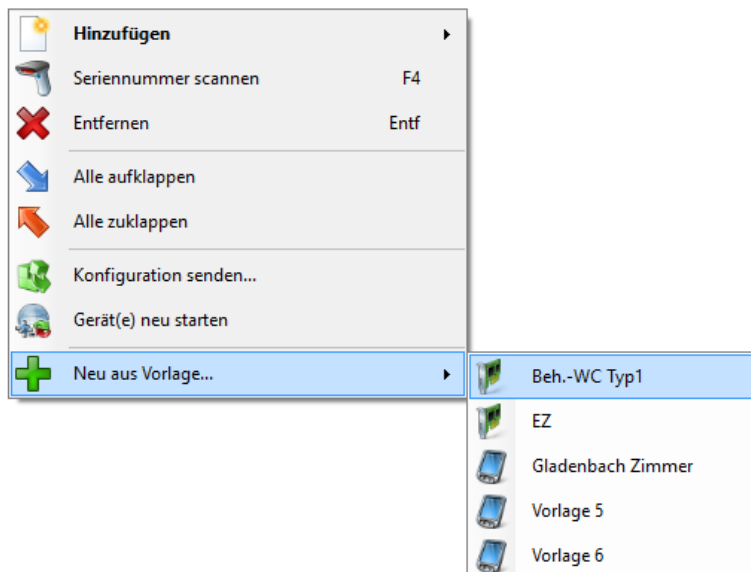 Hinzufügen
Seriennummer scannen F4
Entfernen Entf
Alle aufklappen
Alle zuklappen
Konfiguration senden...
Gerät(e) neu starten
Neu aus Vorlage...
Beh.-WC Typ1
EZ
Gladenbach Zimmer
Vorlage 5
Vorlage 6